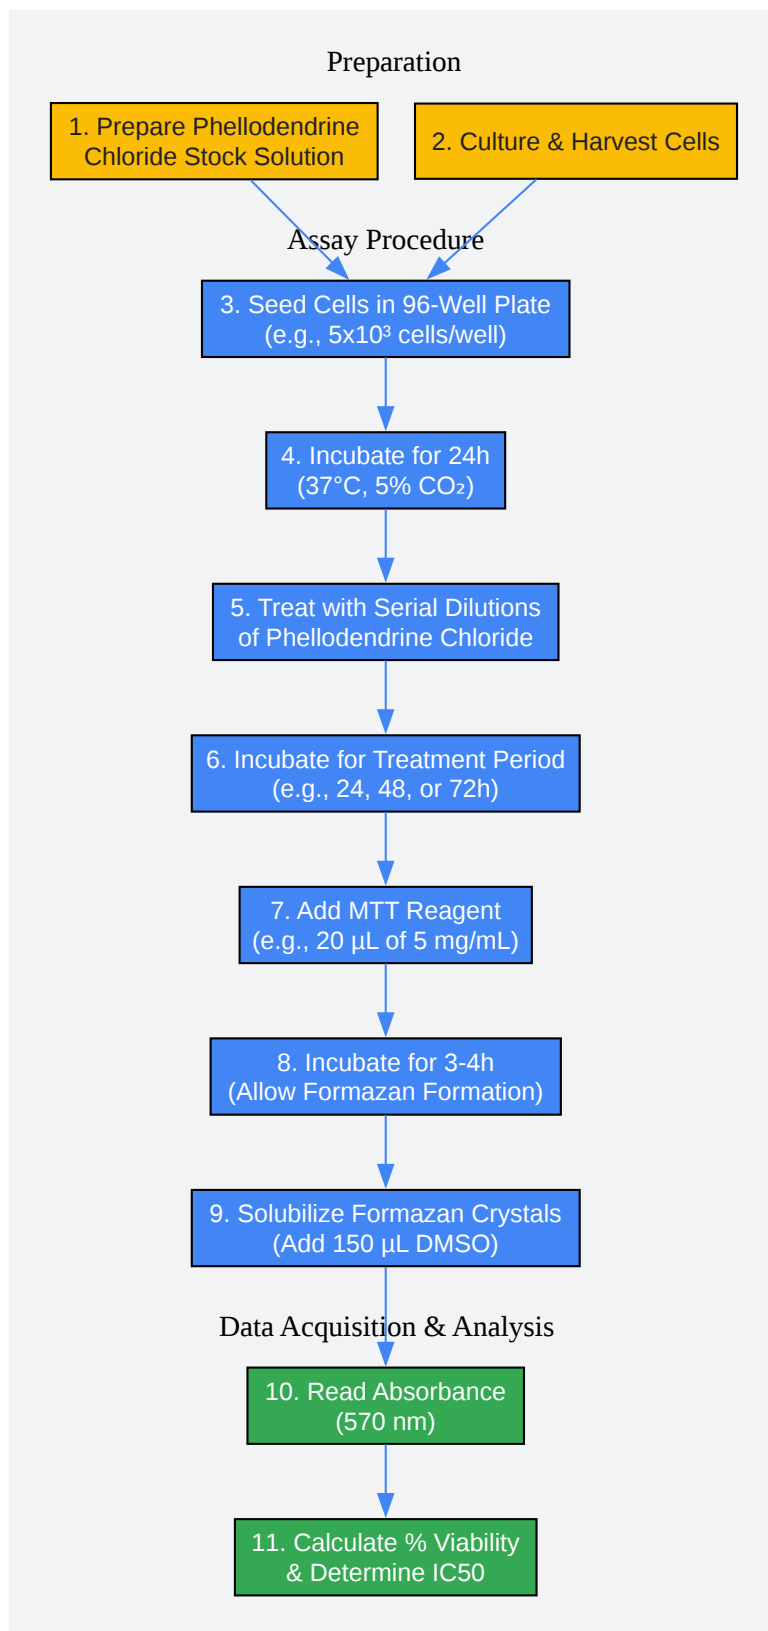 Preparation
1. Prepare Phellodendrine
Chloride Stock Solution
2. Culture & Harvest Cells
Assay Procedure
3. Seed Cells in 96-Well Plate
(e.g., 5x10³ cells/well)
4. Incubate for 24h
(37°C, 5% CO₂)
5. Treat with Serial Dilutions
of Phellodendrine Chloride
6. Incubate for Treatment Period
(e.g., 24, 48, or 72h)
7. Add MTT Reagent
(e.g., 20 µL of 5 mg/mL)
8. Incubate for 3-4h
(Allow Formazan Formation)
9. Solubilize Formazan Crystals
(Add 150 µL DMSO)
Data Acquisition & Analysis
10. Read Absorbance
(570 nm)
11. Calculate % Viability
& Determine IC50